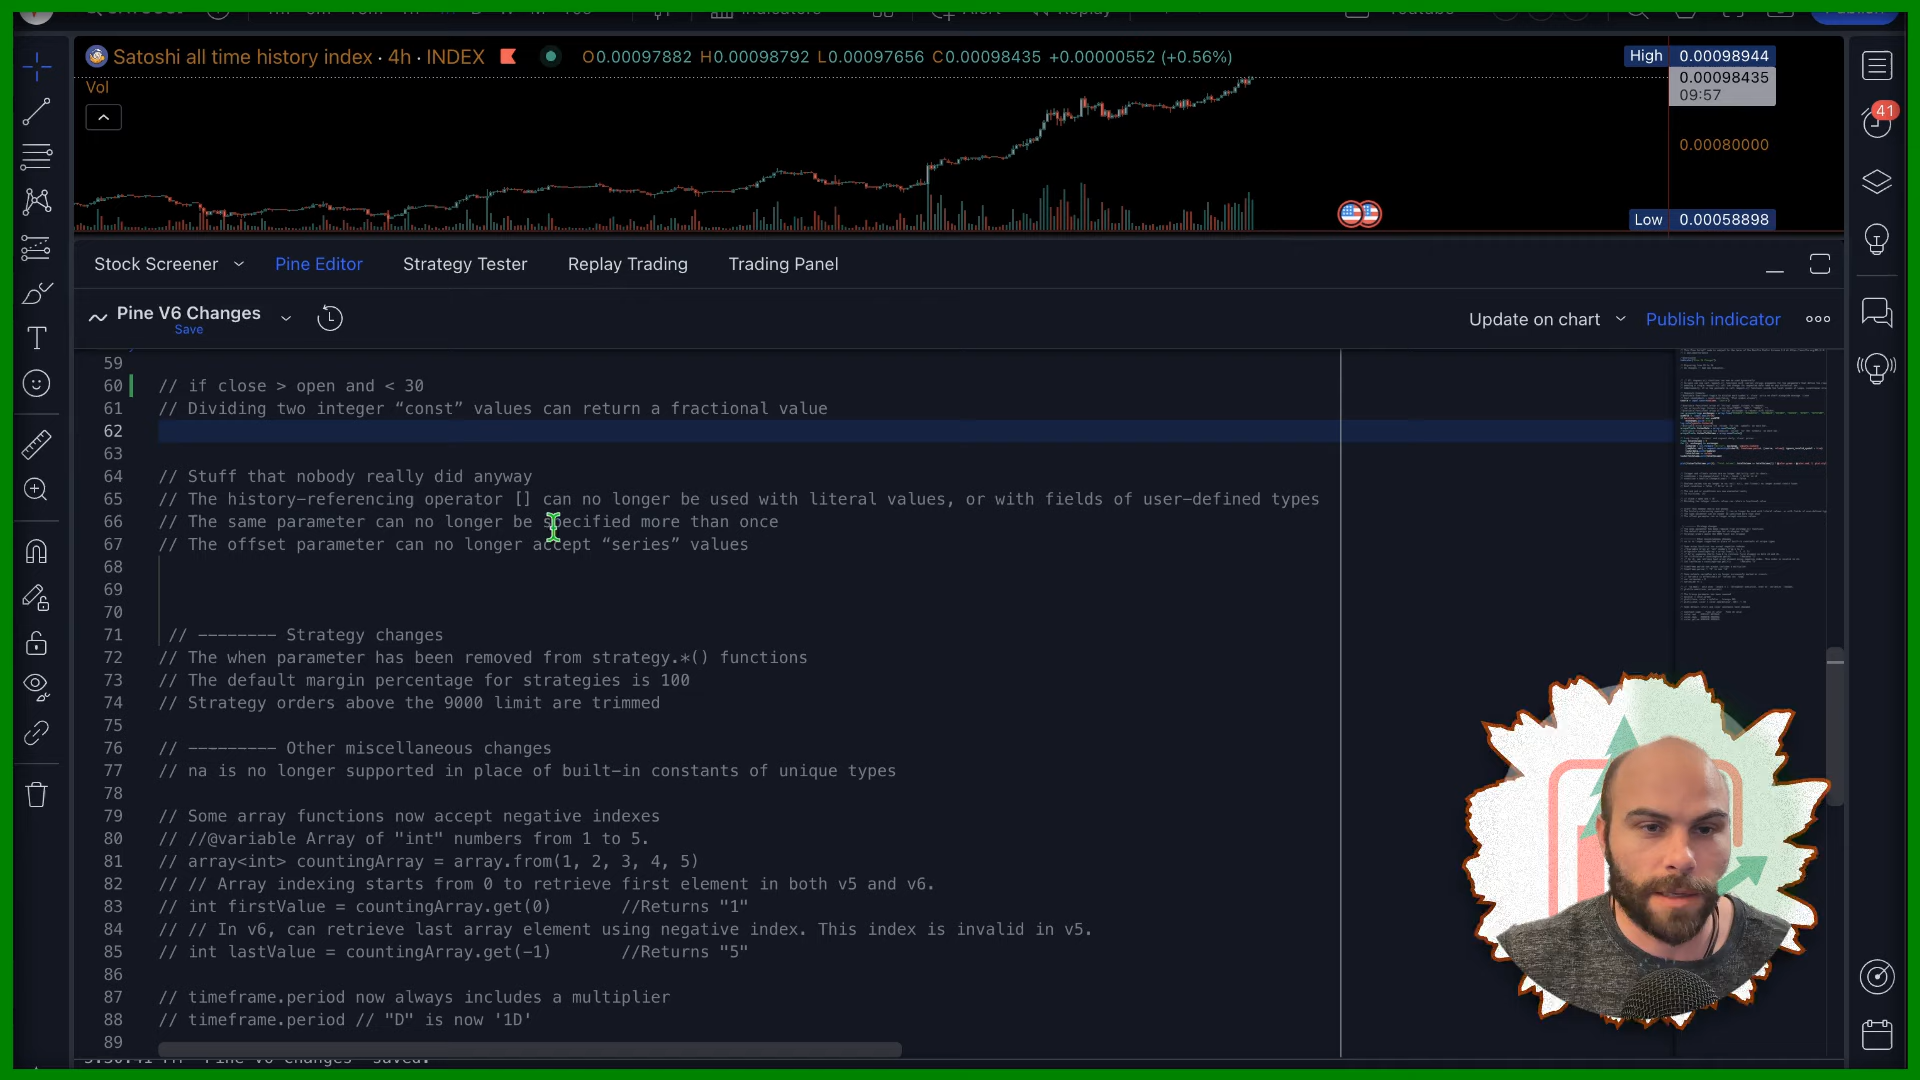 Satoshi all time history index · 4h · INDEX
O0.00097882 H0.00098792 L0.00097656 C0.00098435 +0.00000552 (+0.56%)
High 0.00098944
0.00098435
09:57
Vol
0.00080000
Low 0.00058898
41
Stock Screener Pine Editor Strategy Tester Replay Trading Trading Panel
Pine V6 Changes
Save
Update on chart Publish indicator
59
60 // if close > open and < 30
61 // Dividing two integer “const” values can return a fractional value
62
63
64 // Stuff that nobody really did anyway
65 // The history-referencing operator [] can no longer be used with literal values, or with fields of user-defined types
66 // The same parameter can no longer be specified more than once
67 // The offset parameter can no longer accept “series” values
68
69
70
71 // -------- Strategy changes
72 // The when parameter has been removed from strategy.*() functions
73 // The default margin percentage for strategies is 100
74 // Strategy orders above the 9000 limit are trimmed
75
76 // --------- Other miscellaneous changes
77 // na is no longer supported in place of built-in constants of unique types
78
79 // Some array functions now accept negative indexes
80 // //@variable Array of "int" numbers from 1 to 5.
81 // array<int> countingArray = array.from(1, 2, 3, 4, 5)
82 // // Array indexing starts from 0 to retrieve first element in both v5 and v6.
83 // int firstValue = countingArray.get(0) //Returns "1"
84 // // In v6, can retrieve last array element using negative index. This index is invalid in v5.
85 // int lastValue = countingArray.get(-1) //Returns "5"
86
87 // timeframe.period now always includes a multiplier
88 // timeframe.period // "D" is now '1D'
89